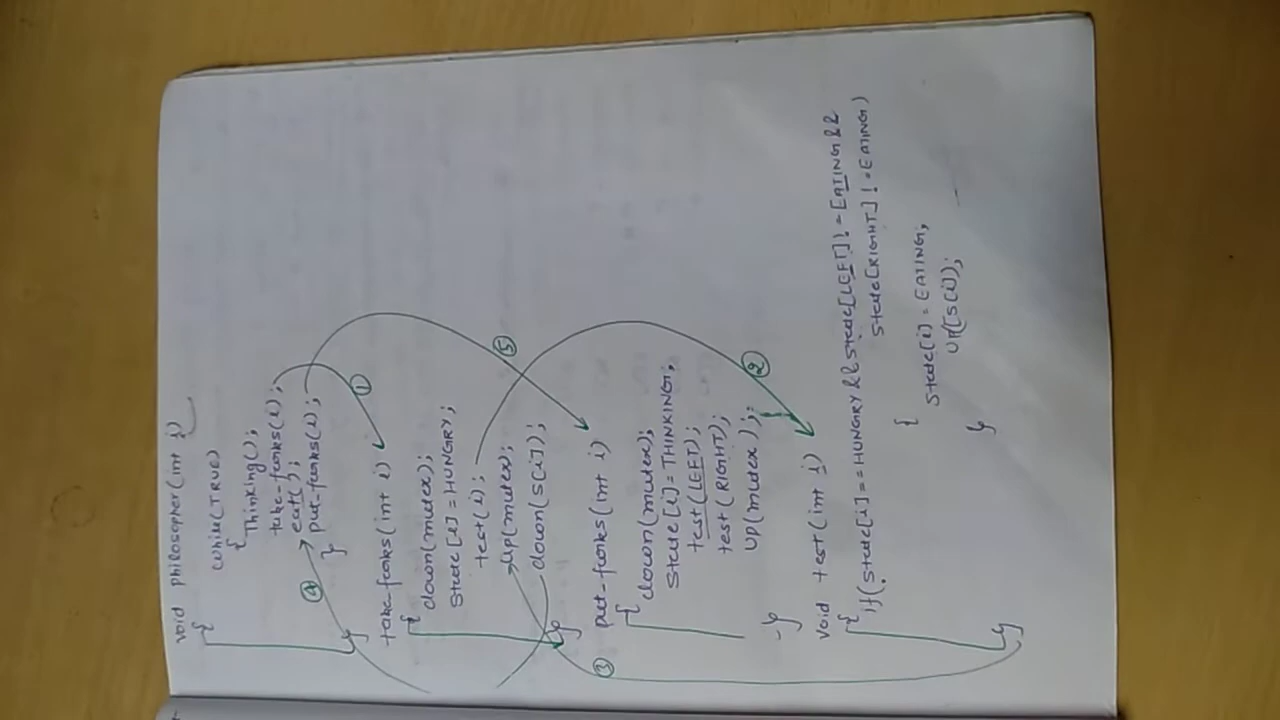 void philosopher(int i)
{
while(TRUE)
{
Thinking();
take-forks(i);
eat();
put-forks(i);
}
}
①
④
take-forks(int i)
{
down(mutex);
State[i]=HUNGRY;
test(i);
up(mutex);
down(S[i]);
}
⑤
put-forks(int i)
{
down(mutex);
State[i]=THINKING;
test(LEFT);
test(RIGHT);
UP(mutex);
}
②
③
void test(int i)
{
if(State[i]==HUNGRY && State[LEFT]!=EATING &&
State[RIGHT]!=EATING)
{
State[i]=EATING;
UP(S[i]);
}
}